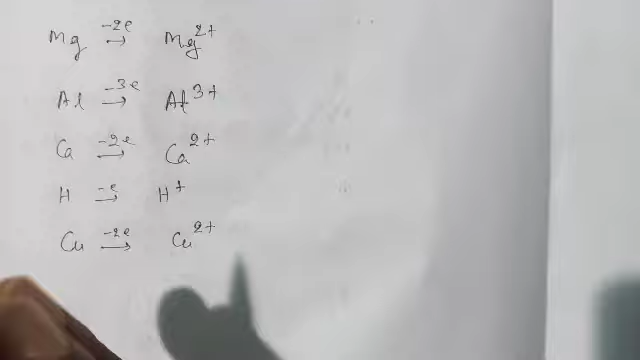 Mg -2e → Mg2+
Al -3e → Al3+
Ca -2e → Ca2+
H -e → H+
Cu -2e → Cu2+